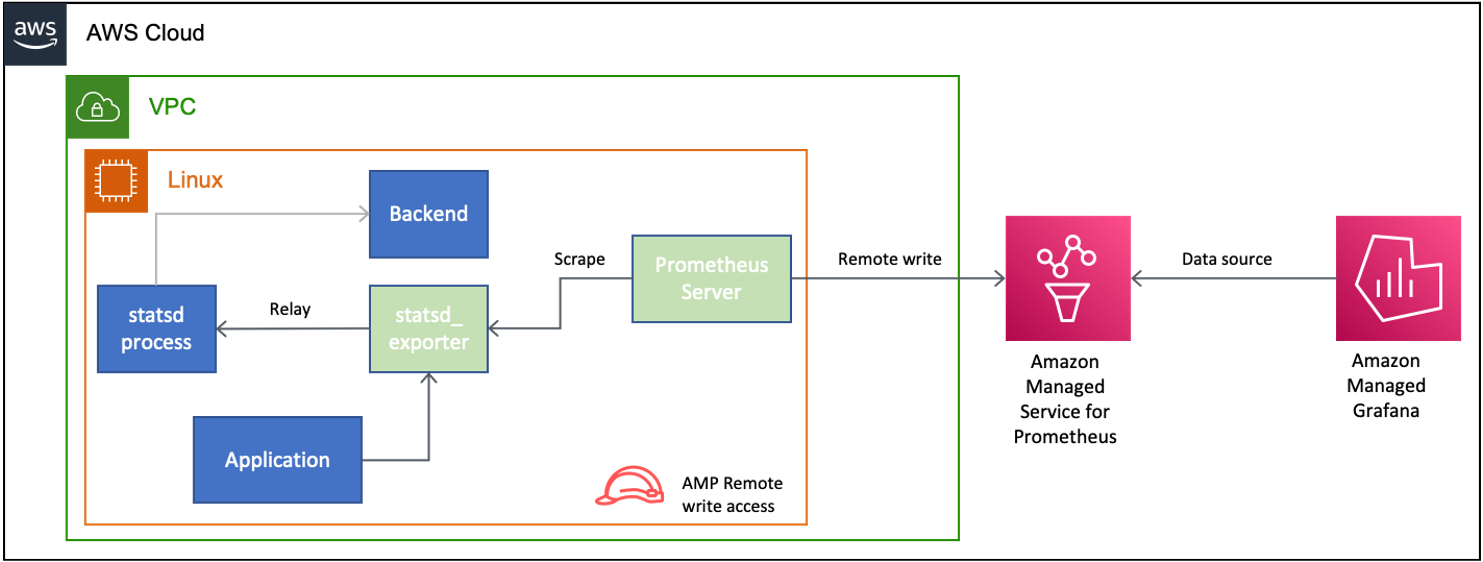 aws
AWS Cloud
VPC
Linux
Backend
Scrape
Prometheus
Server
Remote write
Data source
statsd
process
Relay
statsd_
exporter
Amazon
Managed
Service for
Prometheus
Amazon
Managed
Grafana
Application
AMP Remote
write access